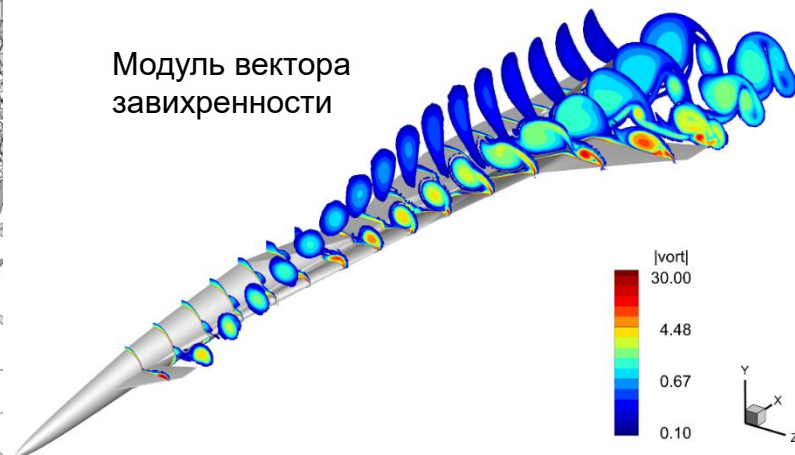 Модуль вектора
завихренности
|vort|
30.00
4.48
0.67
0.10
Y
X
Z